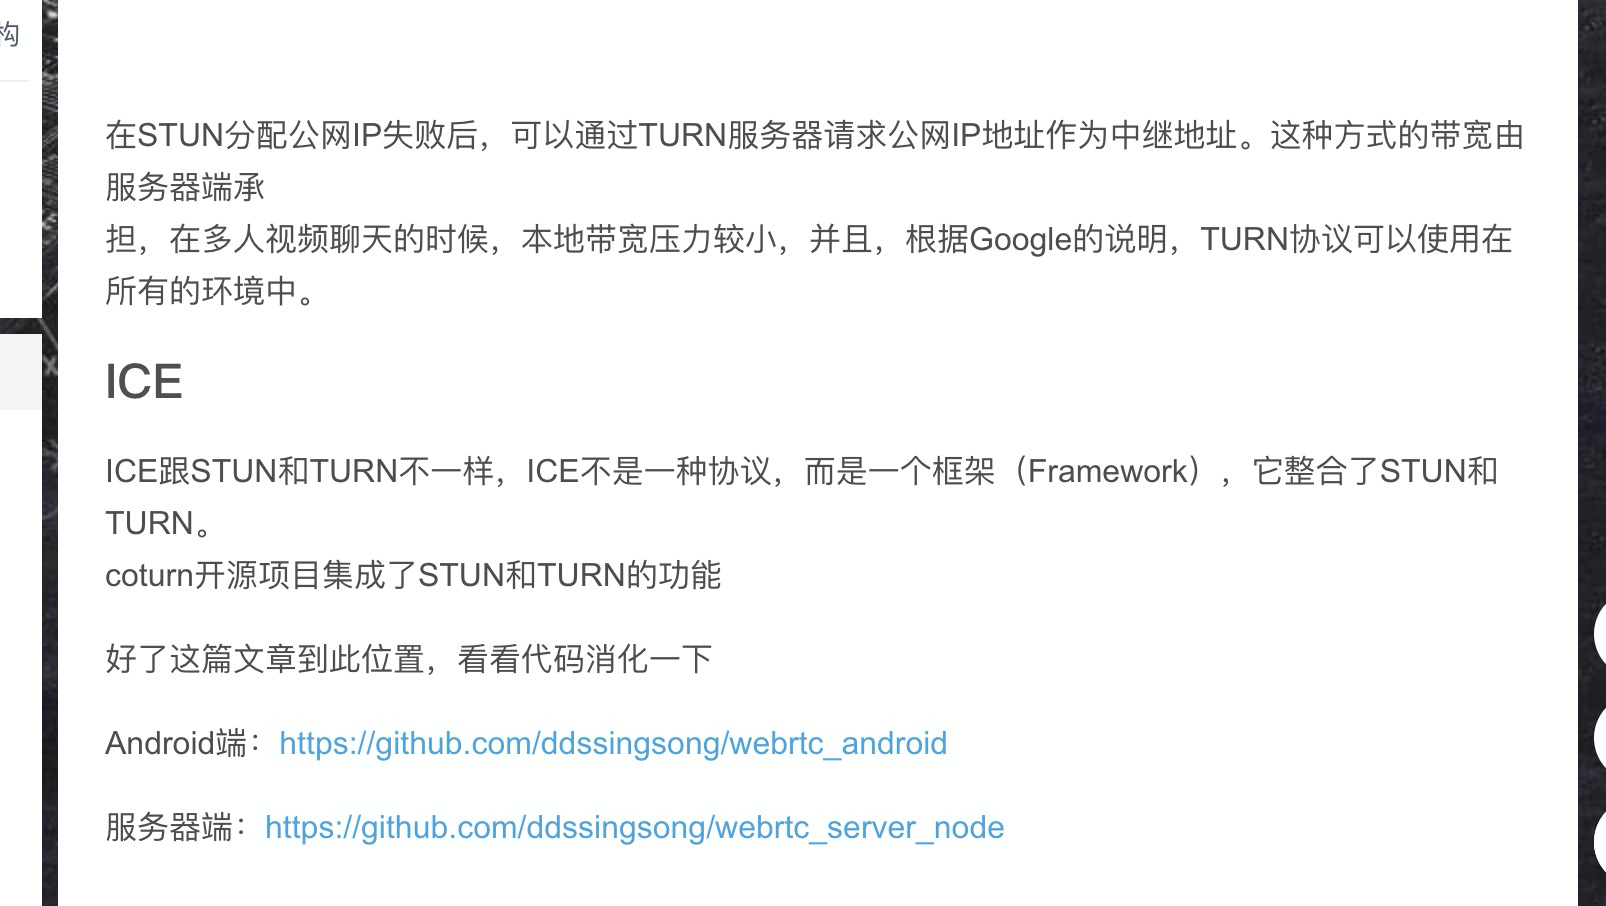 构
在STUN分配公网IP失败后，可以通过TURN服务器请求公网IP地址作为中继地址。这种方式的带宽由
服务器端承
担，在多人视频聊天的时候，本地带宽压力较小，并且，根据Google的说明，TURN协议可以使用在
所有的环境中。
ICE
ICE跟STUN和TURN不一样，ICE不是一种协议，而是一个框架（Framework），它整合了STUN和
TURN。
coturn开源项目集成了STUN和TURN的功能
好了这篇文章到此位置，看看代码消化一下
Android端：https://github.com/ddssingsong/webrtc_android
服务器端：https://github.com/ddssingsong/webrtc_server_node